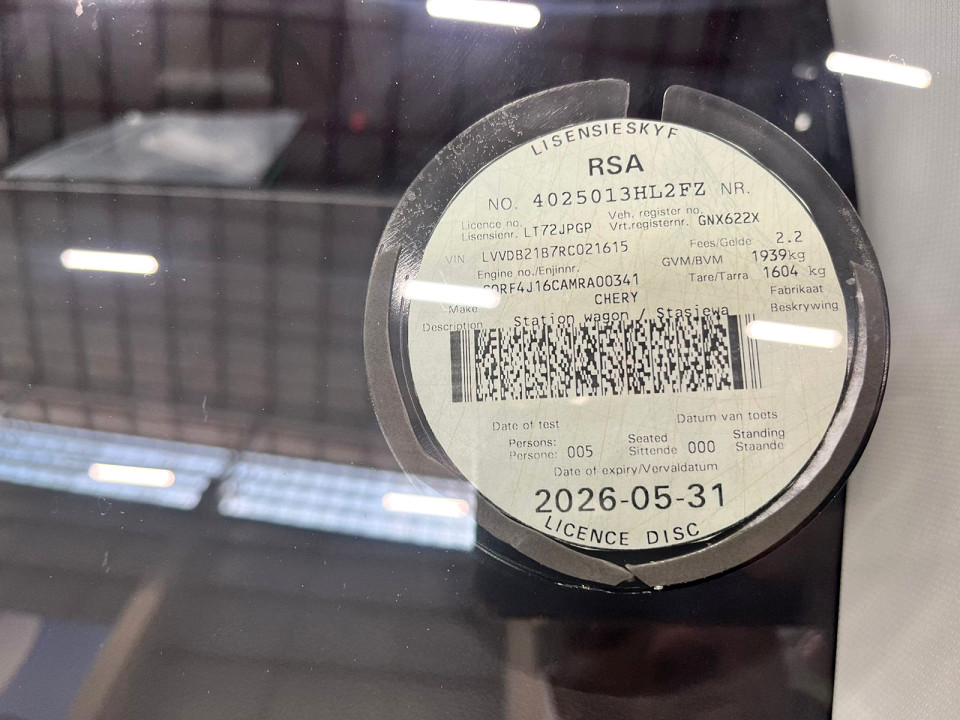 LISENSIESKYF
RSA
NO. 4025013HL2FZ NR.
Licence no. Veh. register no.
Lisensienr. LT72JPGP Vrt.registernr. GNX622X
VIN LVVDB21B7RC021615 Fees/Gelde 2.2
GVM/BVM 1939kg
Engine no./Enjinnr. Tare/Tarra 1604 kg
SQRF4J16CAMRA00341
Make CHERY Fabrikaat
Description Station wagon / Stasiewa Beskrywing
Date of test Datum van toets
Persons: Seated Standing
Persone: 005 Sittende 000 Staande
Date of expiry/Vervaldatum
2026-05-31
LICENCE DISC